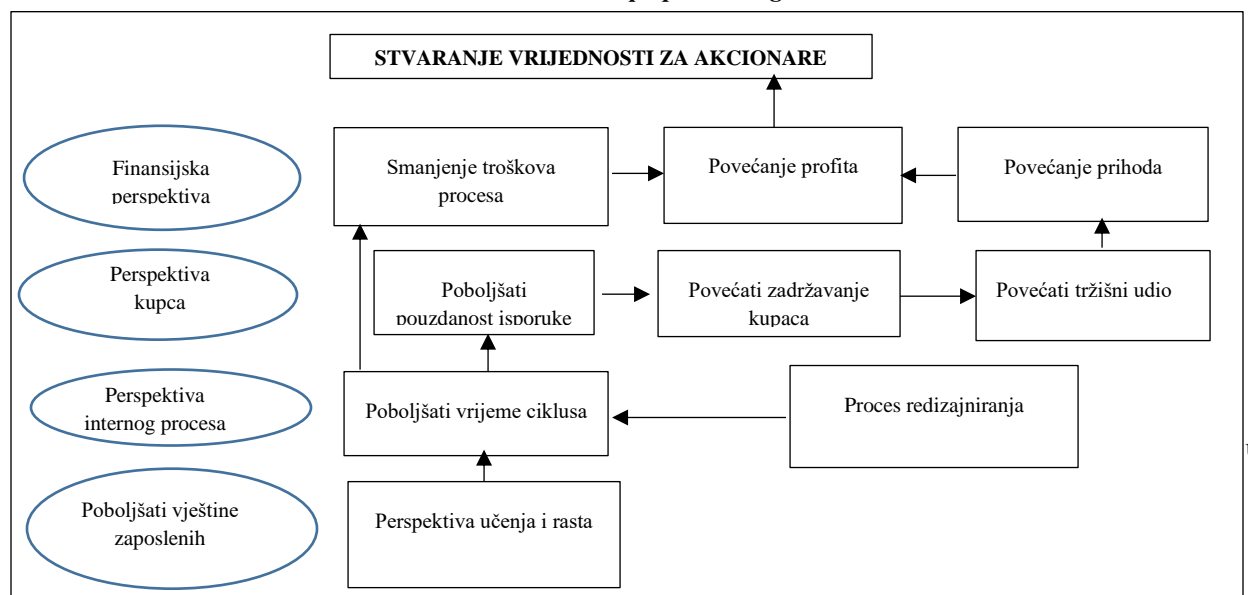 STVARANJE VRIJEDNOSTI ZA AKCIONARE
Finansijska
perspektiva
Smanjenje troškova
procesa
Povećanje profita
Povećanje prihoda
Perspektiva
kupca
Poboljšati
pouzdanost isporuke
Povećati zadržavanje
kupaca
Povećati tržišni udio
Perspektiva
internog procesa
Poboljšati vrijeme ciklusa
Proces redizajniranja
Poboljšati vještine
zaposlenih
Perspektiva učenja i rasta